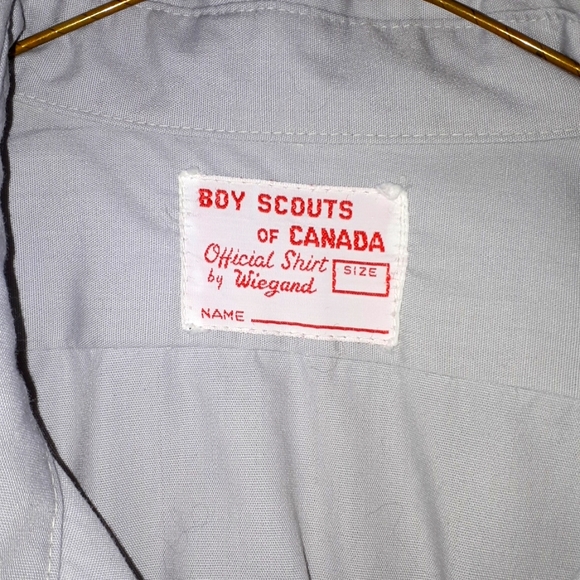 BOY SCOUTS
OF CANADA
Official Shirt
by Wiegand
SIZE
NAME